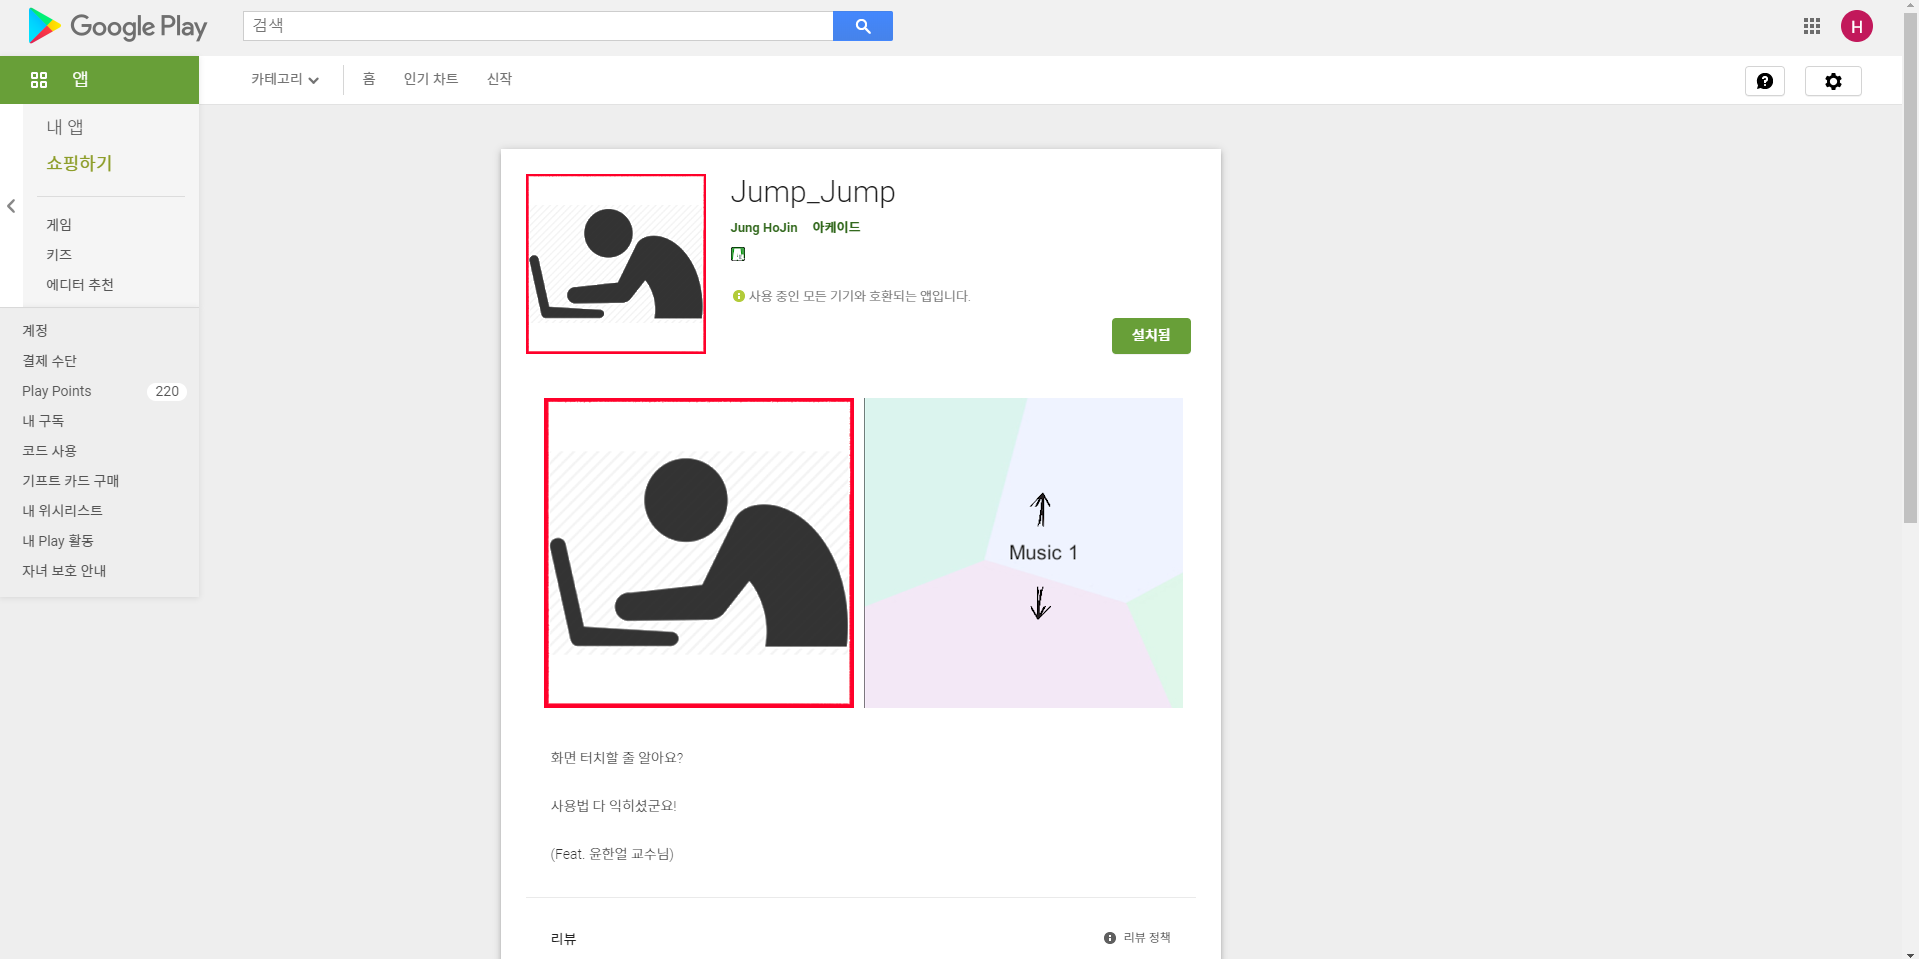 Google Play
검색
H
앱
카테고리
홈
인기 차트
신작
내 앱
쇼핑하기
게임
키즈
에디터 추천
계정
결제 수단
Play Points 220
내 구독
코드 사용
기프트 카드 구매
내 위시리스트
내 Play 활동
자녀 보호 안내
Jump_Jump
Jung HoJin 아케이드
사용 중인 모든 기기와 호환되는 앱입니다.
설치됨
Music 1
화면 터치할 줄 알아요?
사용법 다 익히셨군요!
(Feat. 윤한얼 교수님)
리뷰
리뷰 정책